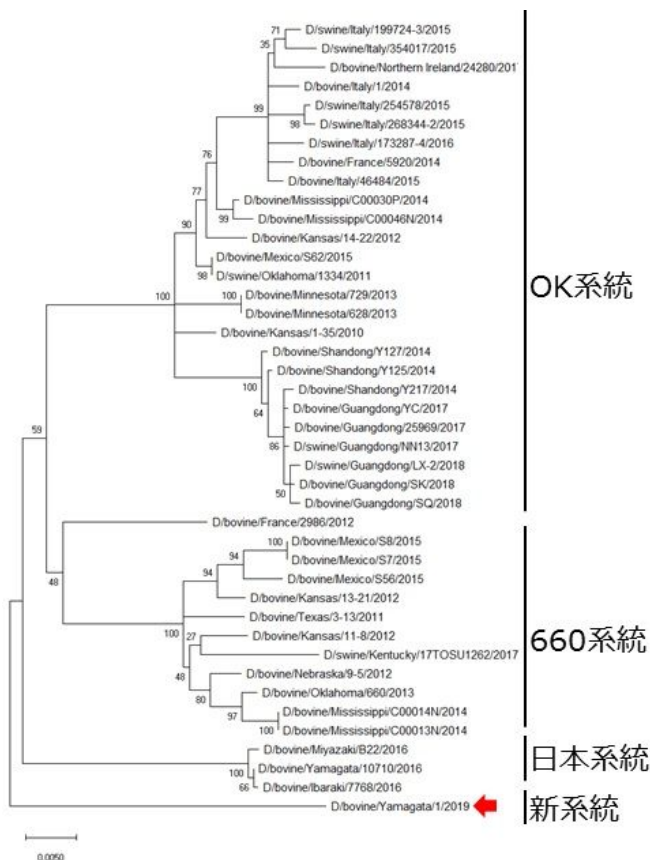 71
D/swine/Italy/199724-3/2015
35
D/swine/Italy/354017/2015
D/bovine/Northern Ireland/24280/201
D/bovine/Italy/1/2014
99
D/swine/Italy/254578/2015
98
D/swine/Italy/268344-2/2015
D/swine/Italy/173287-4/2016
76
D/bovine/France/5920/2014
D/bovine/Italy/46484/2015
77
D/bovine/Mississippi/C00030P/2014
99
D/bovine/Mississippi/C00046N/2014
90
D/bovine/Kansas/14-22/2012
D/bovine/Mexico/S62/2015
98
D/swine/Oklahoma/1334/2011
OK系統
100
100
D/bovine/Minnesota/729/2013
D/bovine/Minnesota/628/2013
D/bovine/Kansas/1-35/2010
D/bovine/Shandong/Y127/2014
D/bovine/Shandong/Y125/2014
100
D/bovine/Shandong/Y217/2014
64
D/bovine/Guangdong/YC/2017
D/bovine/Guangdong/25969/2017
59
86
D/swine/Guangdong/NN13/2017
D/swine/Guangdong/LX-2/2018
D/bovine/Guangdong/SK/2018
50
D/bovine/Guangdong/SQ/2018
D/bovine/France/2986/2012
100
D/bovine/Mexico/S8/2015
94
D/bovine/Mexico/S7/2015
48
94
D/bovine/Mexico/S56/2015
D/bovine/Kansas/13-21/2012
D/bovine/Texas/3-13/2011
100
27
D/bovine/Kansas/11-8/2012
660系統
D/swine/Kentucky/17TOSU1262/2017
48
D/bovine/Nebraska/9-5/2012
80
D/bovine/Oklahoma/660/2013
97
D/bovine/Mississippi/C00014N/2014
100
D/bovine/Mississippi/C00013N/2014
D/bovine/Miyazaki/B22/2016
日本系統
100
D/bovine/Yamagata/10710/2016
66
D/bovine/Ibaraki/7768/2016
D/bovine/Yamagata/1/2019
新系統
0.0050